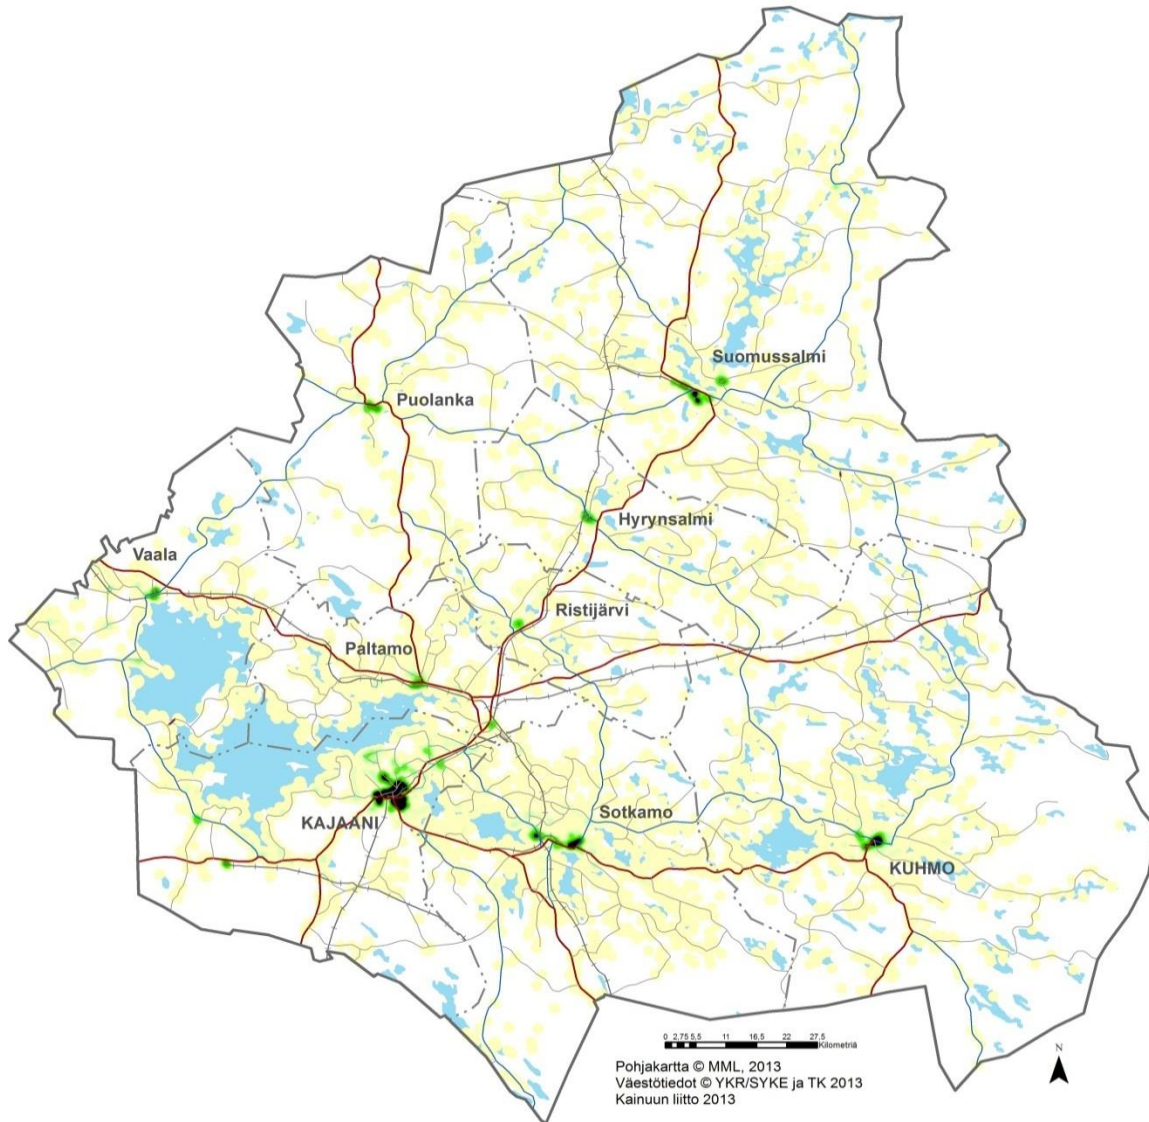 Suomussalmi
Puolanka
Hyrynsalmi
Vaala
Ristijärvi
Paltamo
Sotkamo
KAJAANI
KUHMO
0 2,75 5,5 11 16,5 22 27,5
Kilometriä
N
Pohjakartta © MML, 2013
Väestötiedot © YKR/SYKE ja TK 2013
Kainuun liitto 2013